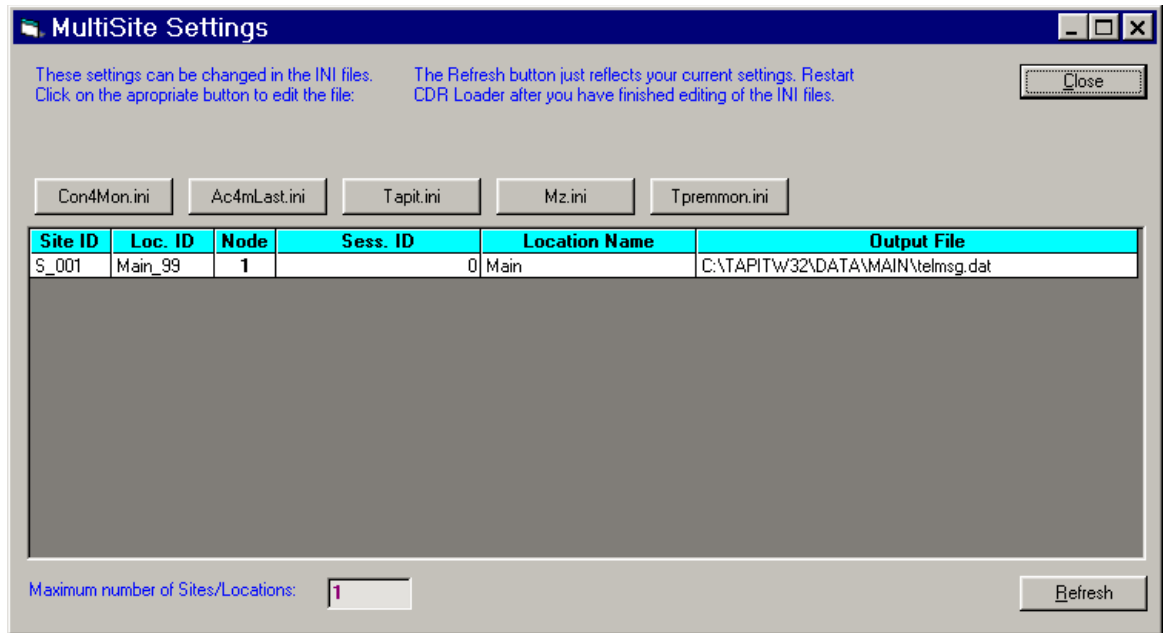 MultiSite Settings
These settings can be changed in the INI files.
Click on the apropriate button to edit the file:
The Refresh button just reflects your current settings. Restart
CDR Loader after you have finished editing of the INI files.
Close
Con4Mon.ini Ac4mLast.ini Tapit.ini Mz.ini Tpremmon.ini
Site ID Loc. ID Node Sess. ID Location Name Output File
S_001 Main_99 1 0 Main C:\TAPITW32\DATA\MAIN\telmsg.dat
Maximum number of Sites/Locations: 1
Refresh